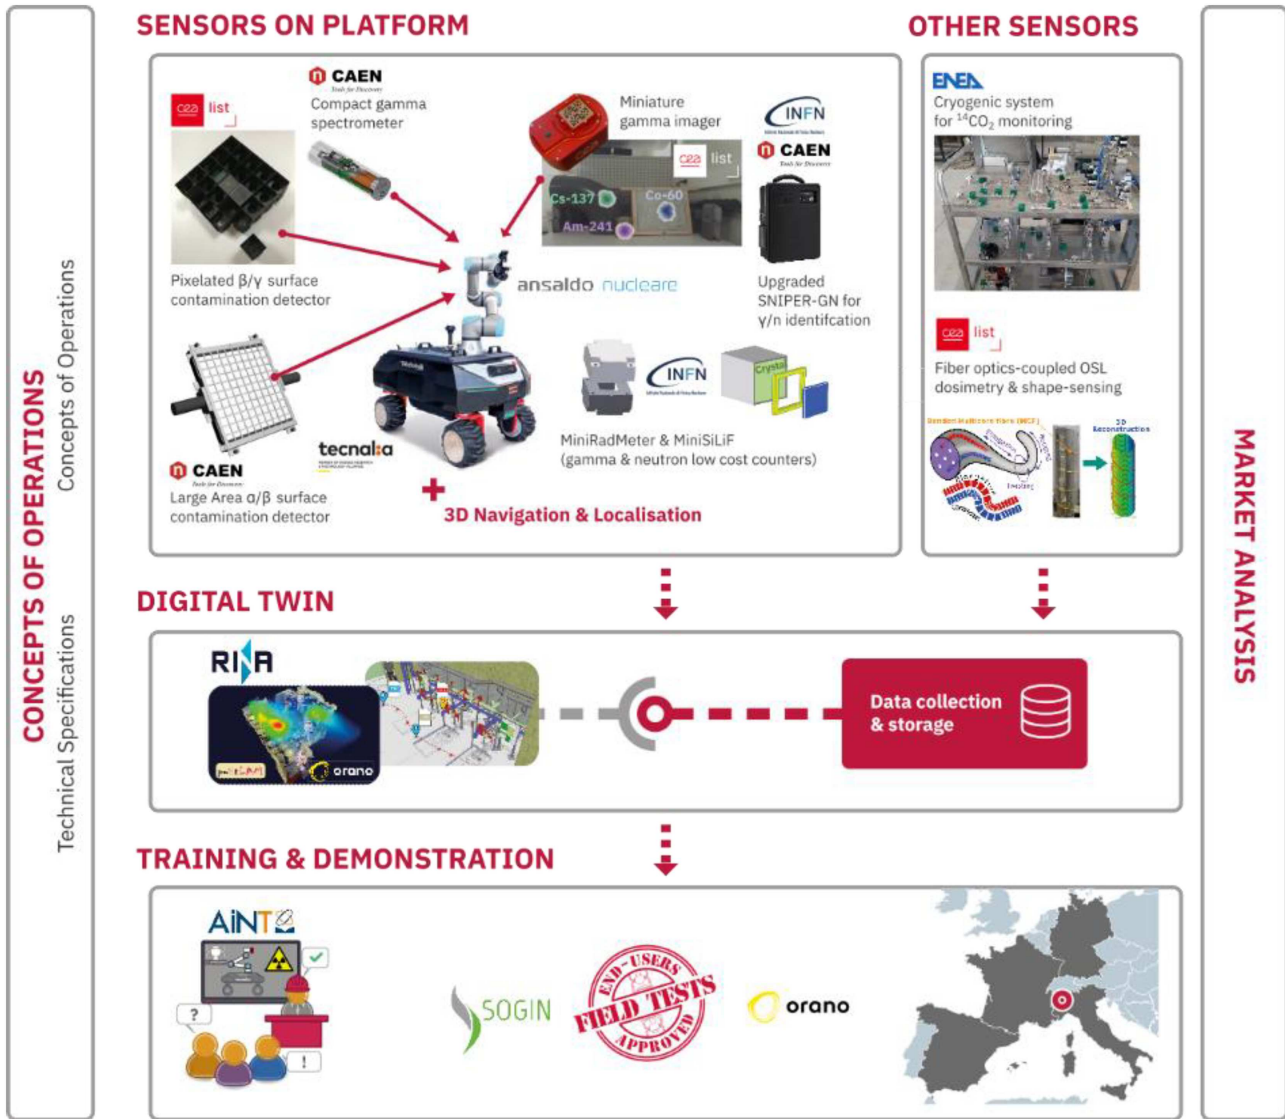 CONCEPTS OF OPERATIONS
Concepts of Operations
Technical Specifications
SENSORS ON PLATFORM
cea list
CAEN
Tools for Discovery
Compact gamma
spectrometer
Miniature
gamma imager
cea list
Cs-137
Co-60
Am-241
INFN
CAEN
Tools for Discovery
Upgraded
SNIPER-GN for
γ/n identifcation
Pixelated β/γ surface
contamination detector
ansaldo nucleare
CAEN
Tools for Discovery
Large Area α/β surface
contamination detector
tecnalia
INFN
Crystal
MiniRadMeter & MiniSiLiF
(gamma & neutron low cost counters)
+
3D Navigation & Localisation
OTHER SENSORS
ENEA
Cryogenic system
for ¹⁴CO₂ monitoring
cea list
Fiber optics-coupled OSL
dosimetry & shape-sensing
3D
Reconstruction
MARKET ANALYSIS
DIGITAL TWIN
RINA
orano
Data collection
& storage
TRAINING & DEMONSTRATION
AiNT
?
!
SOGIN
END-USERS
FIELD TESTS
APPROVED
orano